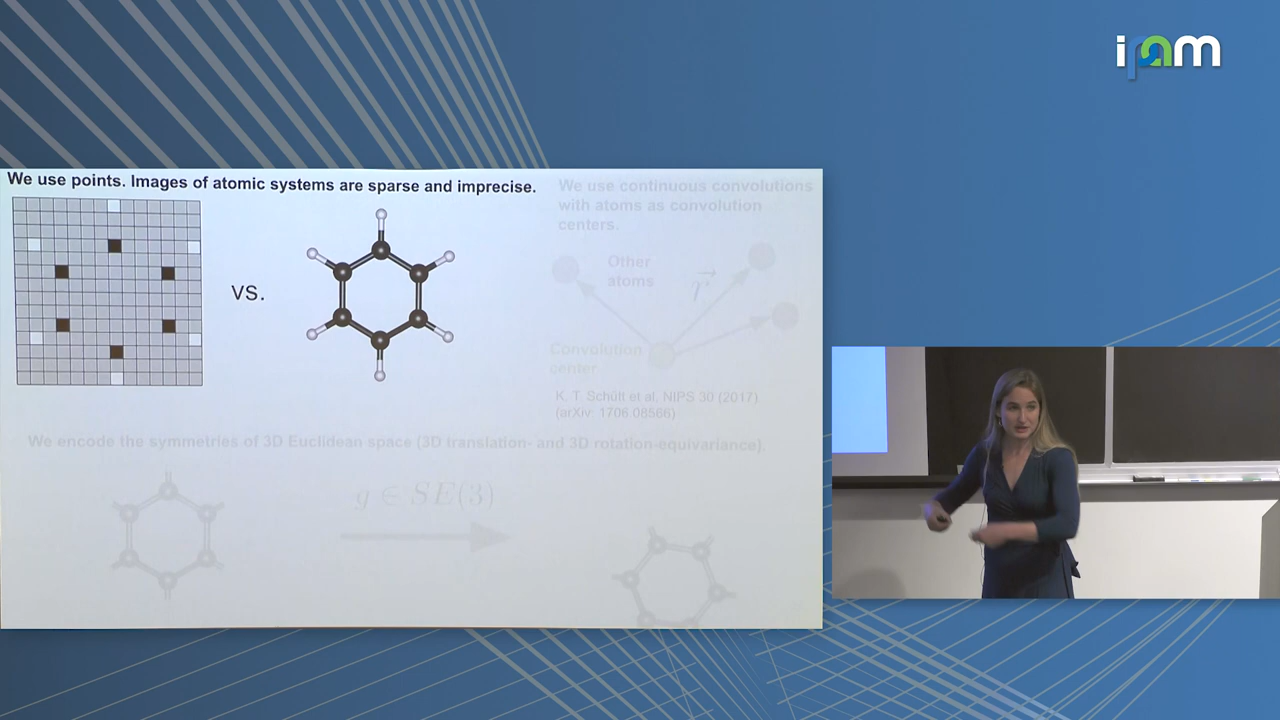 ipam
We use points. Images of atomic systems are sparse and imprecise.
VS.
We use continuous convolutions
with atoms as convolution
centers.
Other
atoms
r
Convolution
center
K. T. Schütt et al. NIPS 30 (2017)
(arXiv: 1706.08566)
We encode the symmetries of 3D Euclidean space (3D translation- and 3D rotation-equivariance).
g ∈ SE(3)